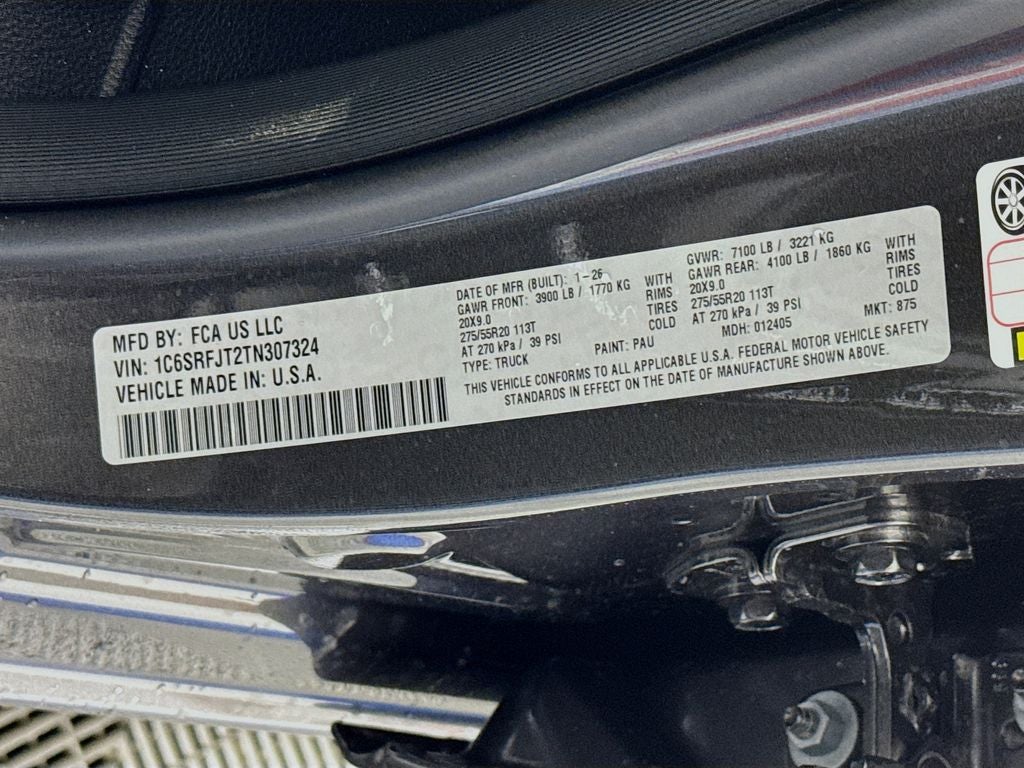 MFD BY: FCA US LLC
VIN: 1C6SRFJT2TN307324
VEHICLE MADE IN: U.S.A.
DATE OF MFR (BUILT): 1-26
GAWR FRONT: 3900 LB / 1770 KG WITH
20X9.0 RIMS
275/55R20 113T TIRES
AT 270 kPa / 39 PSI COLD
TYPE: TRUCK PAINT: PAU
GVWR: 7100 LB / 3221 KG
GAWR REAR: 4100 LB / 1860 KG WITH
20X9.0 RIMS
275/55R20 113T TIRES
AT 270 kPa / 39 PSI COLD
MDH: 012405 MKT: 875
THIS VEHICLE CONFORMS TO ALL APPLICABLE U.S.A. FEDERAL MOTOR VEHICLE SAFETY
STANDARDS IN EFFECT ON THE DATE OF MANUFACTURE SHOWN ABOVE.